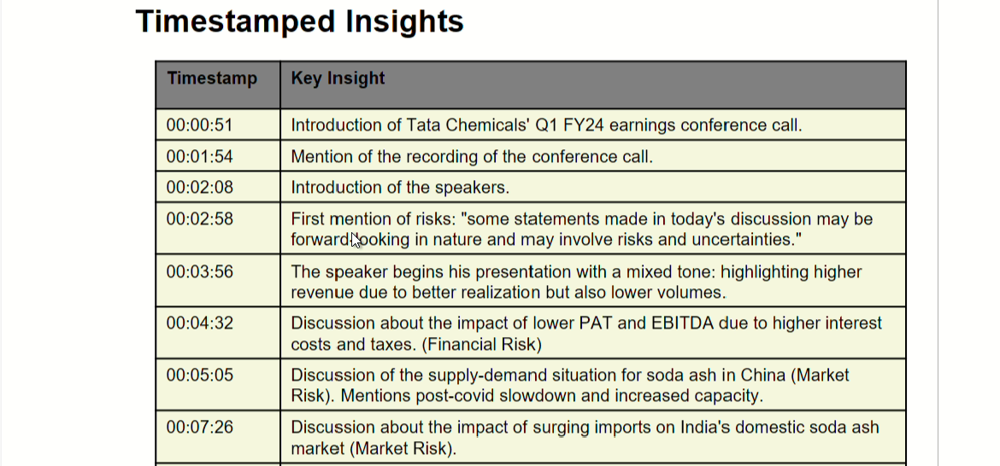 Timestamped Insights
Timestamp Key Insight
00:00:51 Introduction of Tata Chemicals' Q1 FY24 earnings conference call.
00:01:54 Mention of the recording of the conference call.
00:02:08 Introduction of the speakers.
00:02:58 First mention of risks: "some statements made in today's discussion may be
forward-looking in nature and may involve risks and uncertainties."
00:03:56 The speaker begins his presentation with a mixed tone: highlighting higher
revenue due to better realization but also lower volumes.
00:04:32 Discussion about the impact of lower PAT and EBITDA due to higher interest
costs and taxes. (Financial Risk)
00:05:05 Discussion of the supply-demand situation for soda ash in China (Market
Risk). Mentions post-covid slowdown and increased capacity.
00:07:26 Discussion about the impact of surging imports on India's domestic soda ash
market (Market Risk).